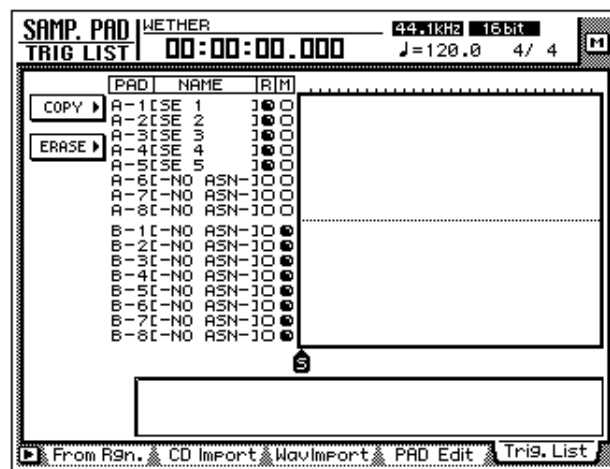 SAMP. PAD WETHER 44.1kHz 16bit
TRIG LIST 00:00:00.000 ♩=120.0 4/ 4 M
PAD NAME R M
COPY
ERASE
A-1[SE 1 ]
A-2[SE 2 ]
A-3[SE 3 ]
A-4[SE 4 ]
A-5[SE 5 ]
A-6[-NO ASN-]
A-7[-NO ASN-]
A-8[-NO ASN-]
B-1[-NO ASN-]
B-2[-NO ASN-]
B-3[-NO ASN-]
B-4[-NO ASN-]
B-5[-NO ASN-]
B-6[-NO ASN-]
B-7[-NO ASN-]
B-8[-NO ASN-]
S
From Rgn. CD Import WavImport PAD Edit Trig. List